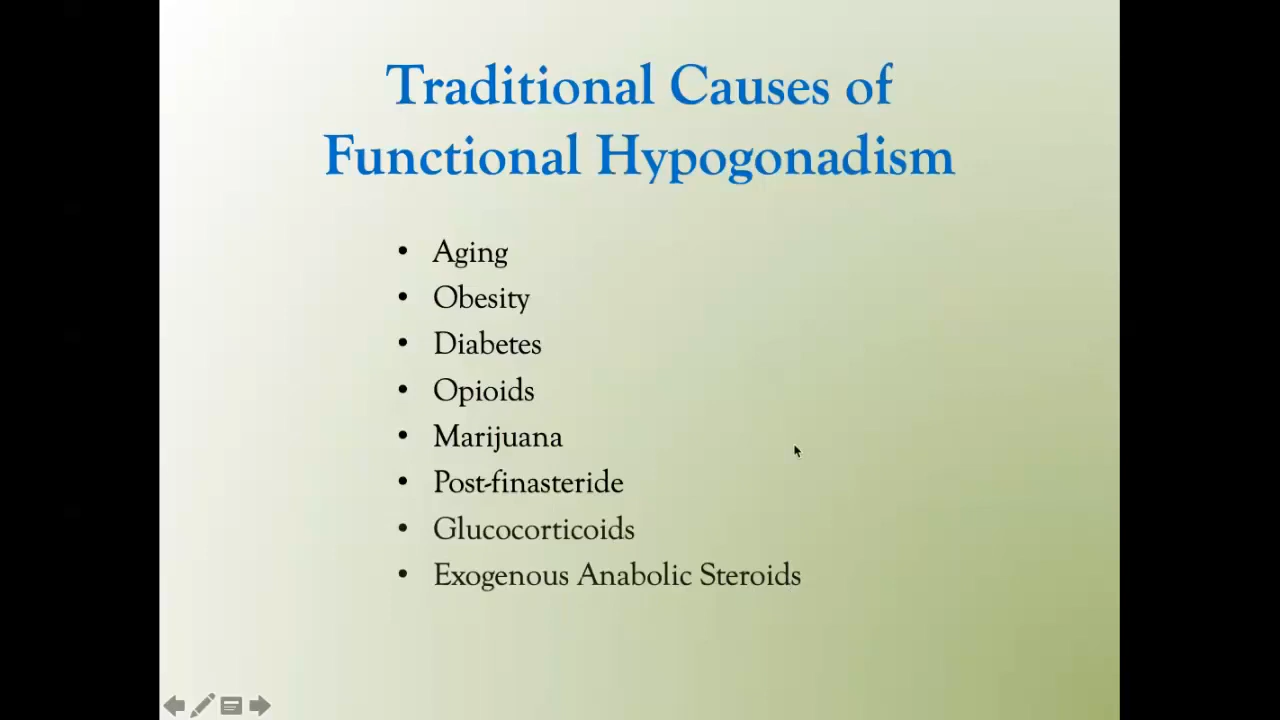 Traditional Causes of
Functional Hypogonadism
• Aging
• Obesity
• Diabetes
• Opioids
• Marijuana
• Post-finasteride
• Glucocorticoids
• Exogenous Anabolic Steroids